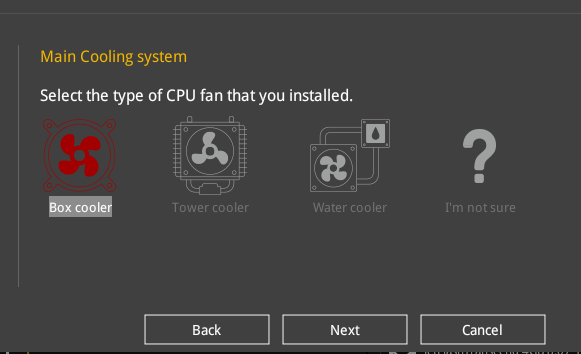 Main Cooling system
Select the type of CPU fan that you installed.
Box cooler
Tower cooler
Water cooler
I'm not sure
Back
Next
Cancel